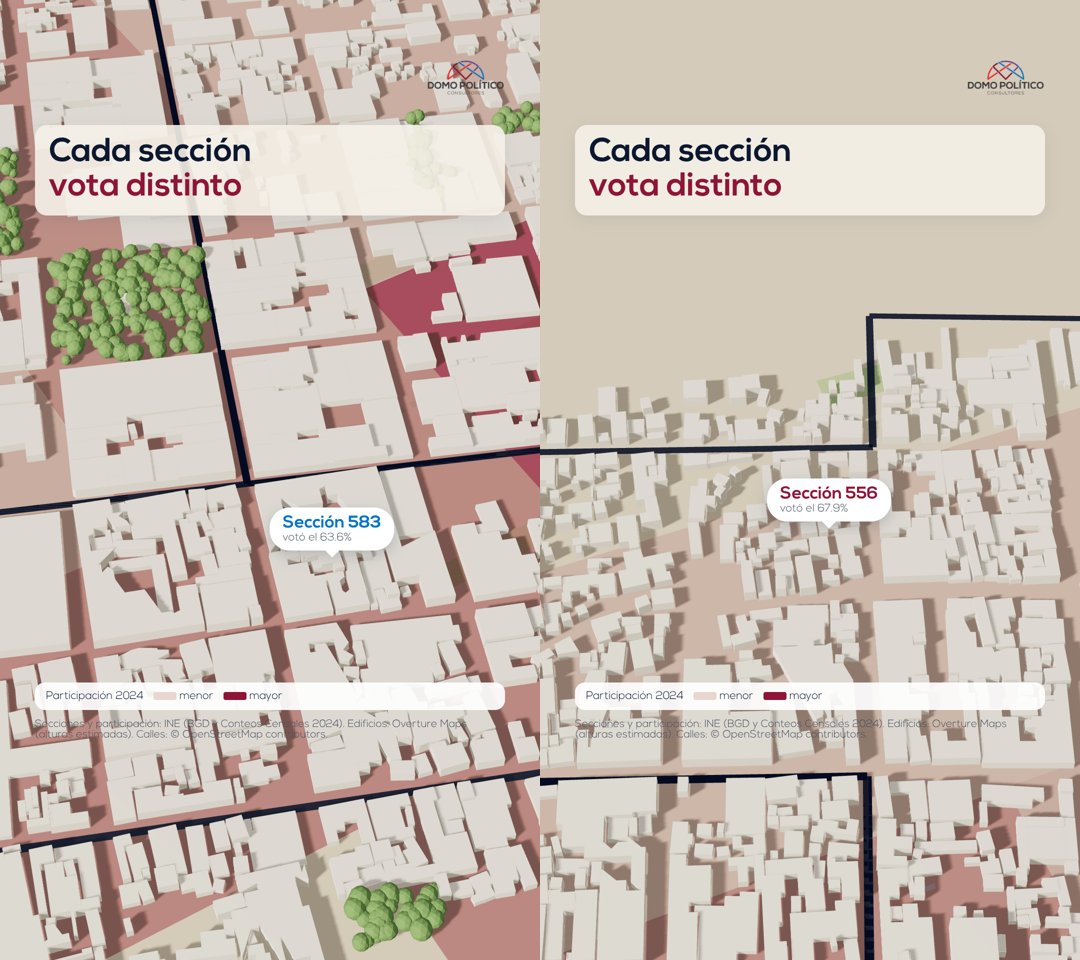 DOMO POLÍTICO
CONSULTORES
Cada sección
vota distinto
Sección 583
votó el 63.6%
Participación 2024 menor mayor
Secciones y participación: INE (BGD y Conteos Censales 2024). Edificios: Overture Maps
(alturas estimadas). Calles: © OpenStreetMap contributors.
DOMO POLÍTICO
CONSULTORES
Cada sección
vota distinto
Sección 556
votó el 67.9%
Participación 2024 menor mayor
Secciones y participación: INE (BGD y Conteos Censales 2024). Edificios: Overture Maps
(alturas estimadas). Calles: © OpenStreetMap contributors.